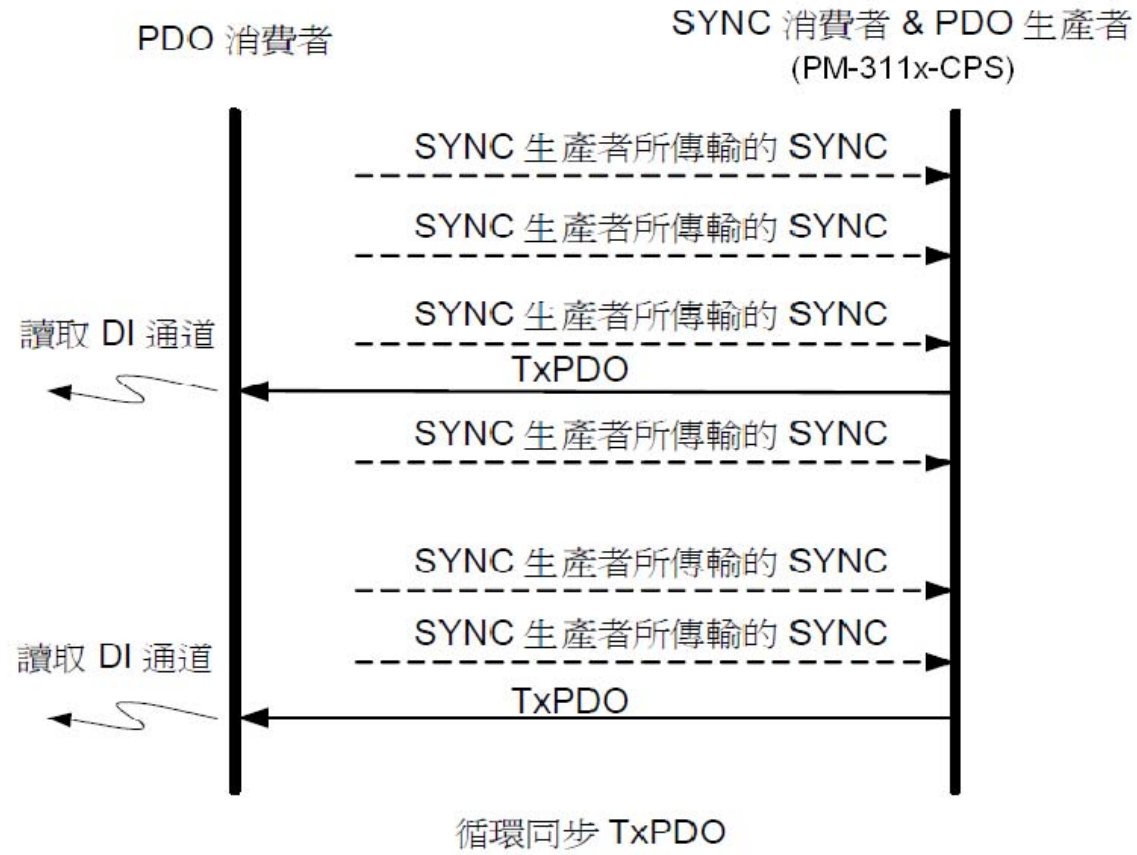 PDO 消費者
SYNC 消費者 & PDO 生產者
(PM-311x-CPS)
SYNC 生產者所傳輸的 SYNC
SYNC 生產者所傳輸的 SYNC
SYNC 生產者所傳輸的 SYNC
讀取 DI 通道
TxPDO
SYNC 生產者所傳輸的 SYNC
SYNC 生產者所傳輸的 SYNC
SYNC 生產者所傳輸的 SYNC
讀取 DI 通道
TxPDO
循環同步 TxPDO